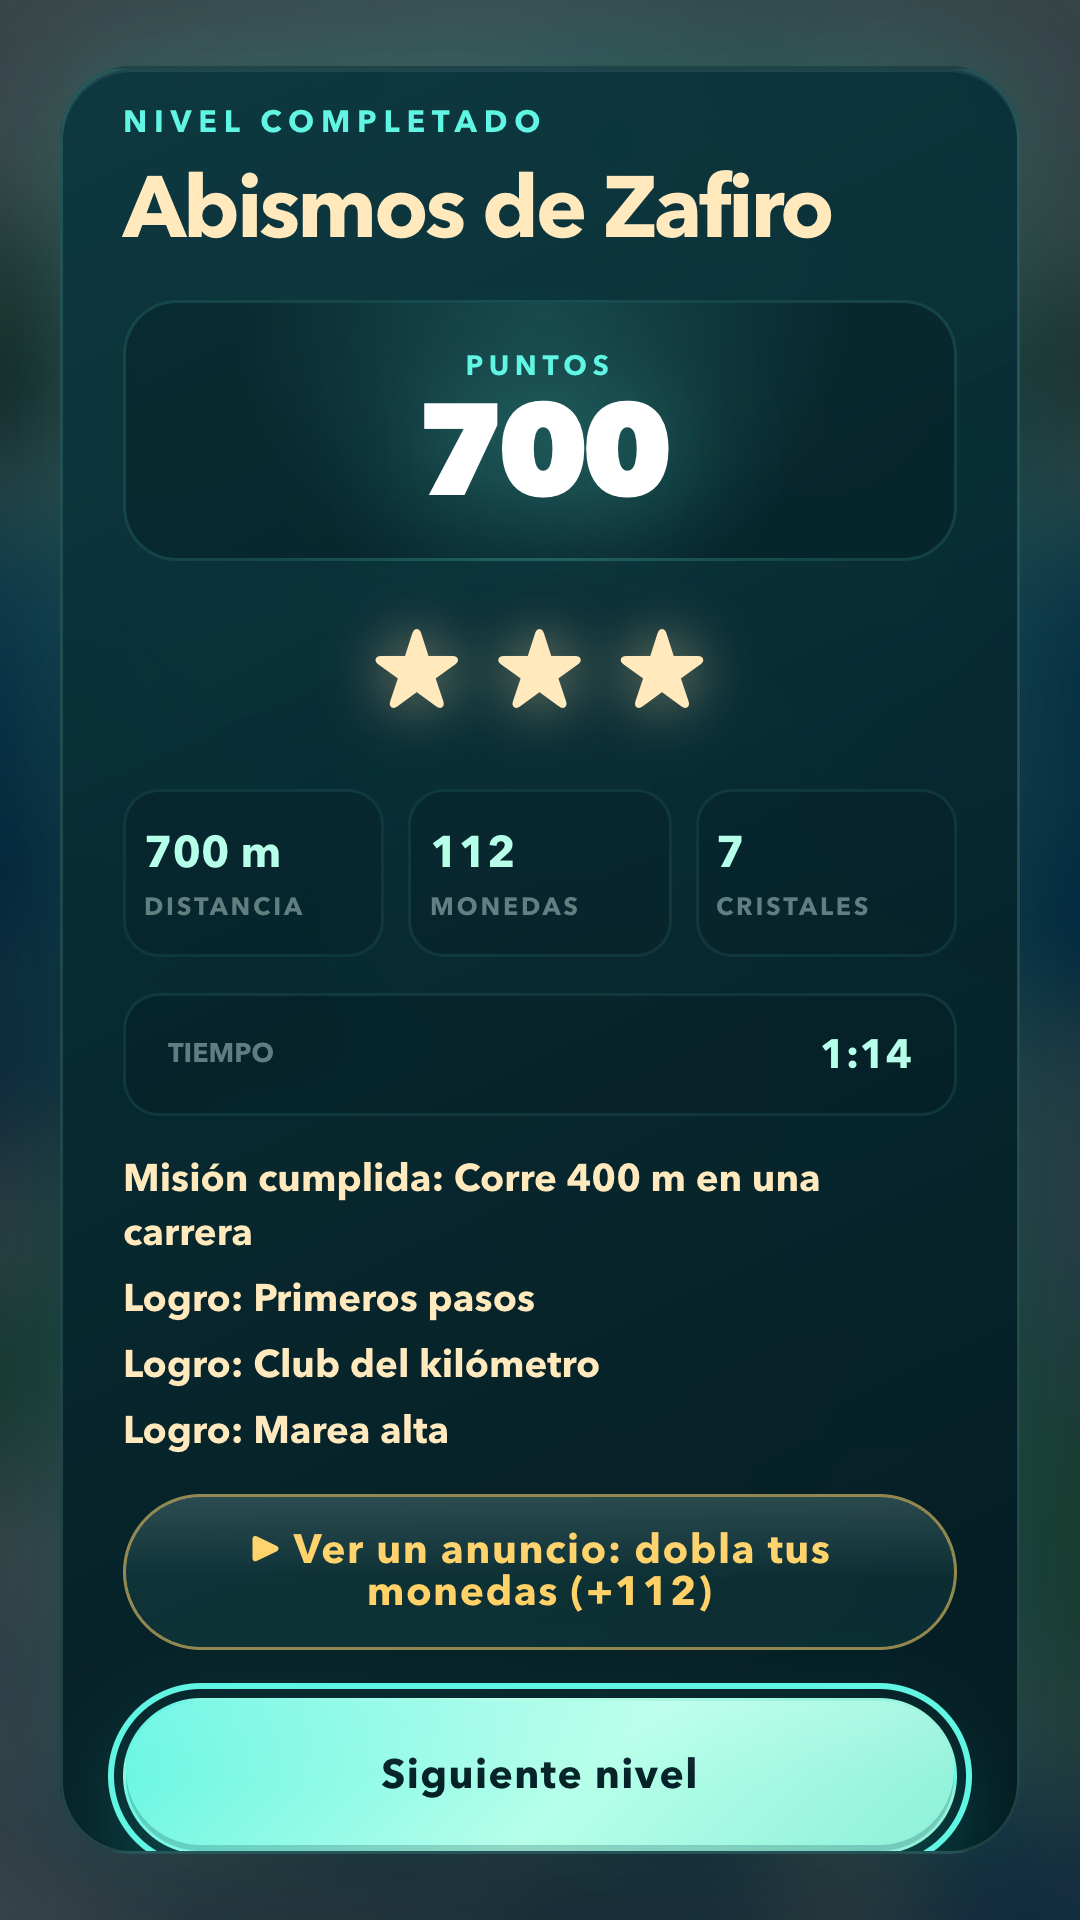 NIVEL COMPLETADO
Abismos de Zafiro
PUNTOS
700
700 m
DISTANCIA
112
MONEDAS
7
CRISTALES
TIEMPO
1:14
Misión cumplida: Corre 400 m en una
carrera
Logro: Primeros pasos
Logro: Club del kilómetro
Logro: Marea alta
Ver un anuncio: dobla tus
monedas (+112)
Siguiente nivel